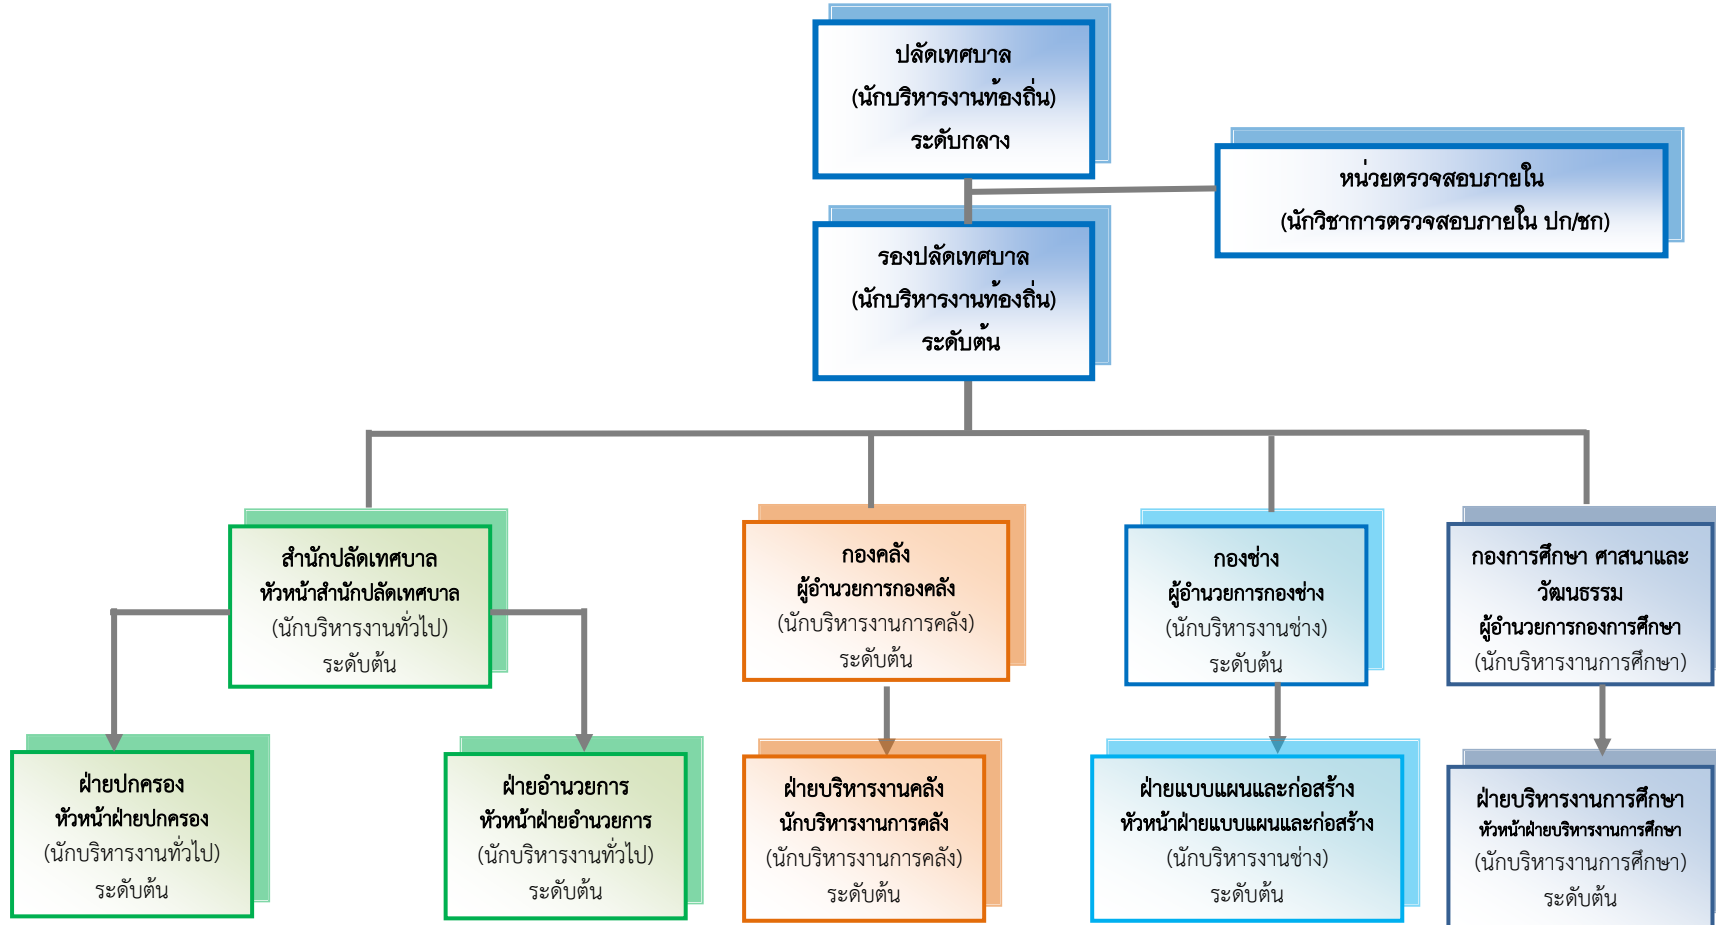 ปลัดเทศบาล
(นักบริหารงานท้องถิ่น)
ระดับกลาง
หน่วยตรวจสอบภายใน
(นักวิชาการตรวจสอบภายใน ปก/ชก)
รองปลัดเทศบาล
(นักบริหารงานท้องถิ่น)
ระดับต้น
สำนักปลัดเทศบาล
หัวหน้าสำนักปลัดเทศบาล
(นักบริหารงานทั่วไป)
ระดับต้น
กองคลัง
ผู้อำนวยการกองคลัง
(นักบริหารงานการคลัง)
ระดับต้น
กองช่าง
ผู้อำนวยการกองช่าง
(นักบริหารงานช่าง)
ระดับต้น
กองการศึกษา ศาสนาและ
วัฒนธรรม
ผู้อำนวยการกองการศึกษา
(นักบริหารงานการศึกษา)
ฝ่ายปกครอง
หัวหน้าฝ่ายปกครอง
(นักบริหารงานทั่วไป)
ระดับต้น
ฝ่ายอำนวยการ
หัวหน้าฝ่ายอำนวยการ
(นักบริหารงานทั่วไป)
ระดับต้น
ฝ่ายบริหารงานคลัง
นักบริหารงานการคลัง
(นักบริหารงานการคลัง)
ระดับต้น
ฝ่ายแบบแผนและก่อสร้าง
หัวหน้าฝ่ายแบบแผนและก่อสร้าง
(นักบริหารงานช่าง)
ระดับต้น
ฝ่ายบริหารงานการศึกษา
หัวหน้าฝ่ายบริหารงานการศึกษา
(นักบริหารงานการศึกษา)
ระดับต้น